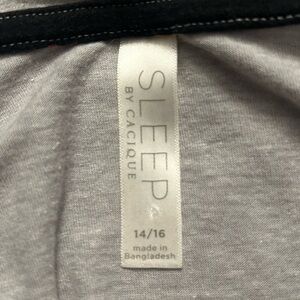 SLEEP
BY CACIQUE
14/16
made in
Bangladesh